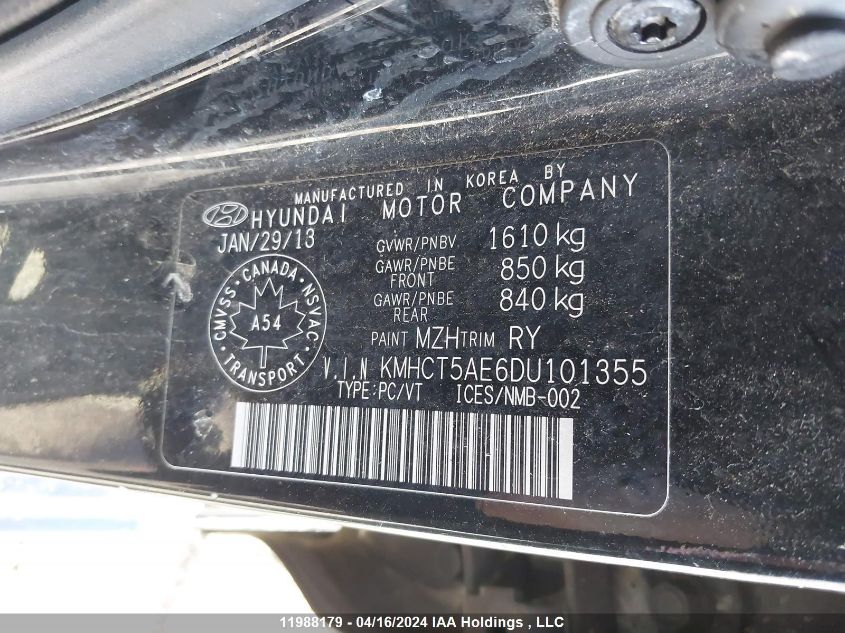 MANUFACTURED IN KOREA BY
HYUNDAI MOTOR COMPANY
JAN/29/13
GVWR/PNBV 1610 kg
GAWR/PNBE FRONT 850 kg
GAWR/PNBE REAR 840 kg
CMVSS · CANADA · NSVAC
A54
TRANSPORT
PAINT MZH TRIM RY
V.I.N KMHCT5AE6DU101355
TYPE:PC/VT ICES/NMB-002
11988179 - 04/16/2024 IAA Holdings , LLC